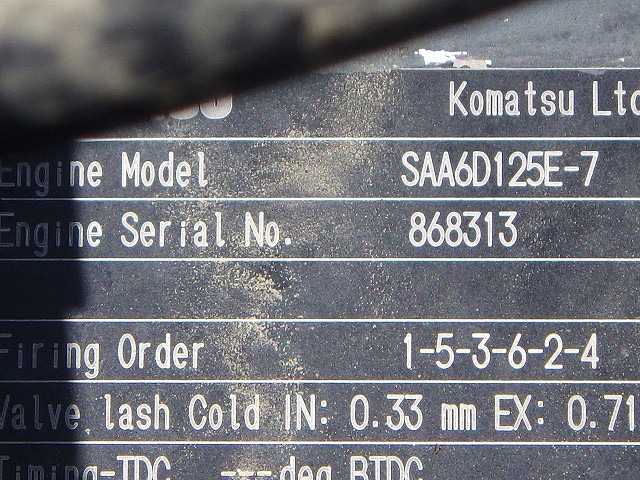 Komatsu Ltd
Engine Model SAA6D125E-7
Engine Serial No. 868313
Firing Order 1-5-3-6-2-4
Valve lash Cold IN: 0.33 mm EX: 0.71
Timing-TDC ---deg BTDC